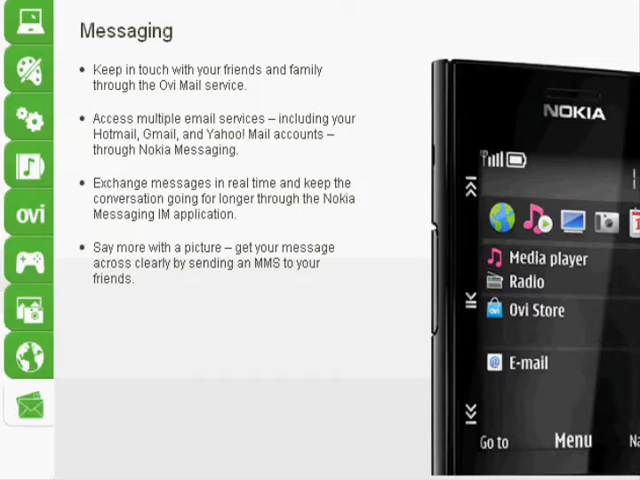 Messaging
• Keep in touch with your friends and family
through the Ovi Mail service.
• Access multiple email services – including your
Hotmail, Gmail, and Yahoo! Mail accounts –
through Nokia Messaging.
• Exchange messages in real time and keep the
conversation going for longer through the Nokia
Messaging IM application.
• Say more with a picture – get your message
across clearly by sending an MMS to your
friends.
ovi
NOKIA
Media player
Radio
Ovi Store
E-mail
Go to
Menu
Na